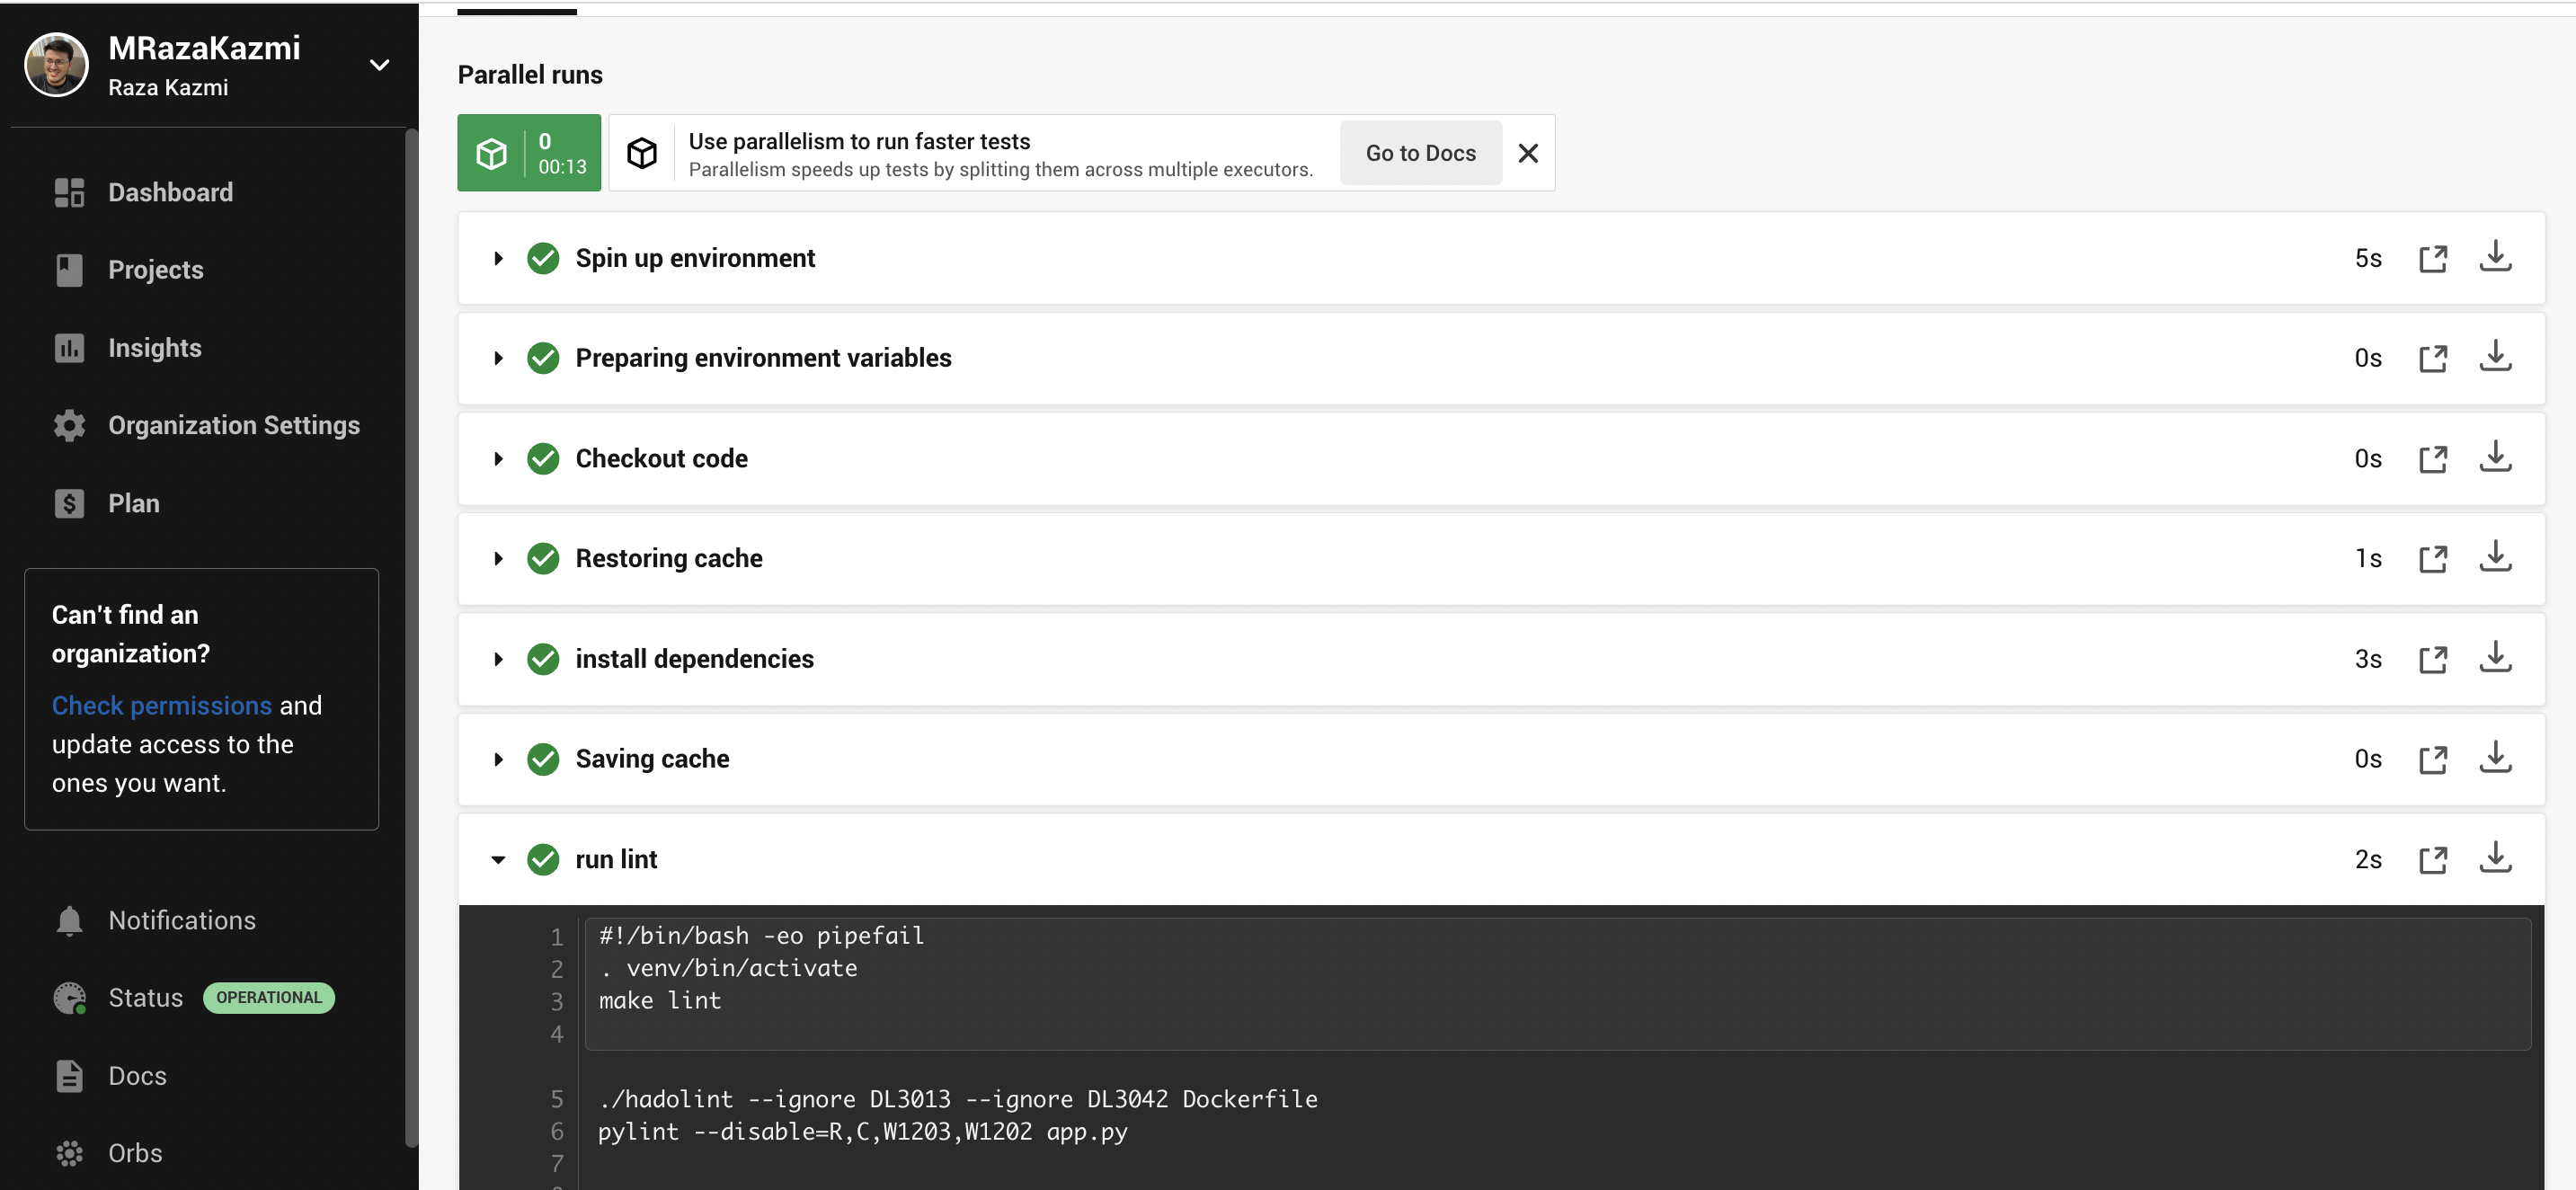 MRazaKazmi
Raza Kazmi
Dashboard
Projects
Insights
Organization Settings
Plan
Can't find an
organization?
Check permissions and
update access to the
ones you want.
Notifications
Status OPERATIONAL
Docs
Orbs
Parallel runs
0
00:13
Use parallelism to run faster tests
Parallelism speeds up tests by splitting them across multiple executors.
Go to Docs
Spin up environment 5s
Preparing environment variables 0s
Checkout code 0s
Restoring cache 1s
install dependencies 3s
Saving cache 0s
run lint 2s
1 #!/bin/bash -eo pipefail
2 . venv/bin/activate
3 make lint
4
5 ./hadolint --ignore DL3013 --ignore DL3042 Dockerfile
6 pylint --disable=R,C,W1203,W1202 app.py
7